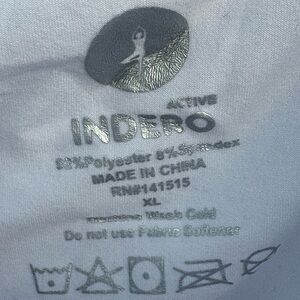 ACTIVE
INDERO
92%Polyester 8%Spandex
MADE IN CHINA
RN#141515
XL
Machine Wash Cold
Do not use Fabric Softener